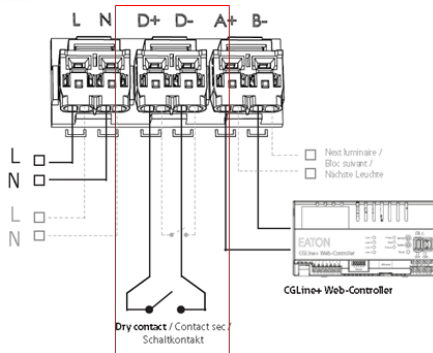 L N D+ D- A+ B-
L
N
L
N
Next luminaire /
Bloc suivant /
Nächste Leuchte
EATON
CGLine+ Web-Controller
CGLine+ Web-Controller
Dry contact / Contact sec /
Schaltkontakt